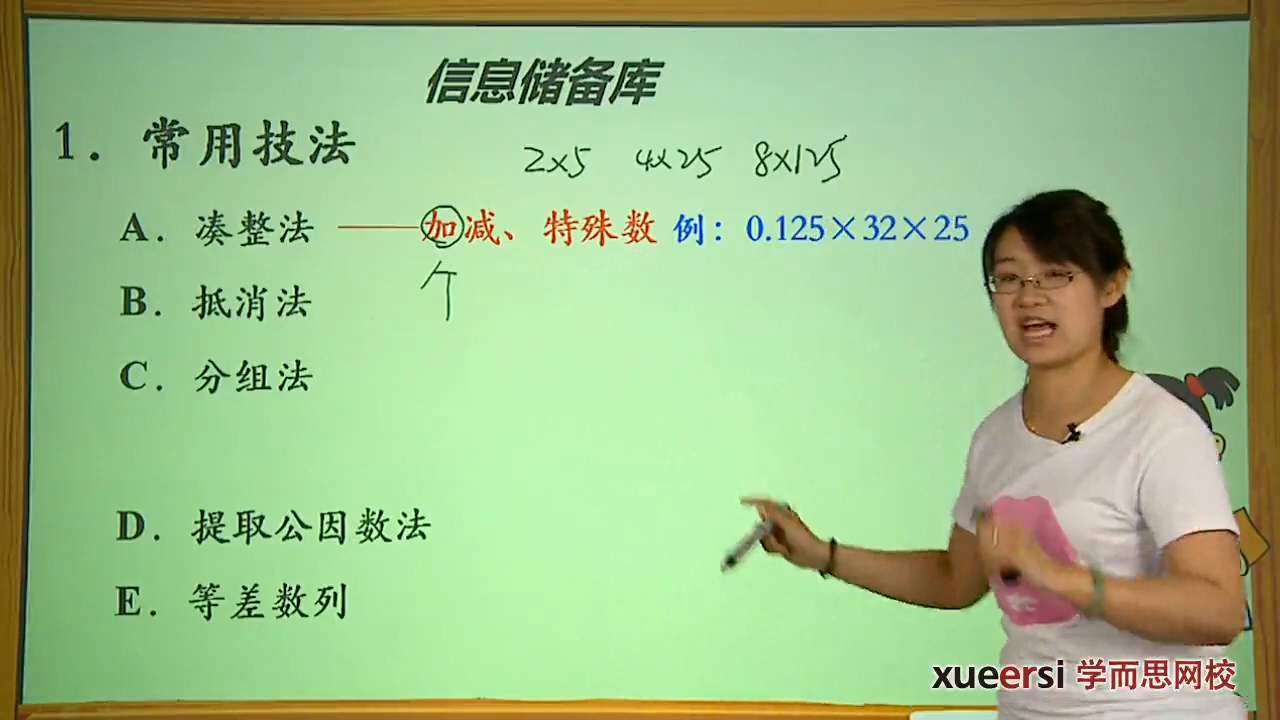 信息储备库
1. 常用技法
2×5 4×25 8×125
A. 凑整法 ——加减、特殊数 例：0.125×32×25
个
B. 抵消法
C. 分组法
D. 提取公因数法
E. 等差数列
xueersi 学而思网校